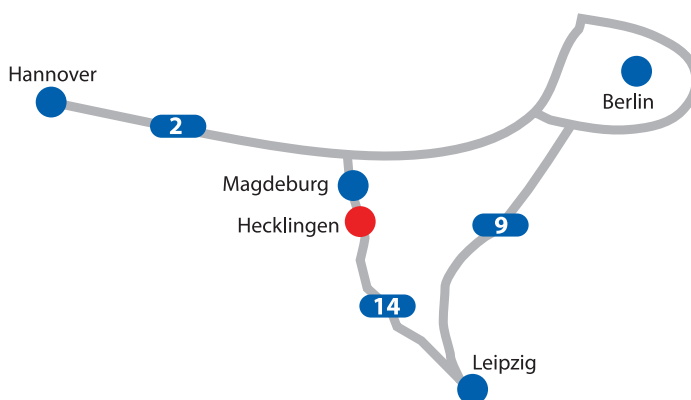 Hannover
Berlin
2
Magdeburg
Hecklingen
9
14
Leipzig